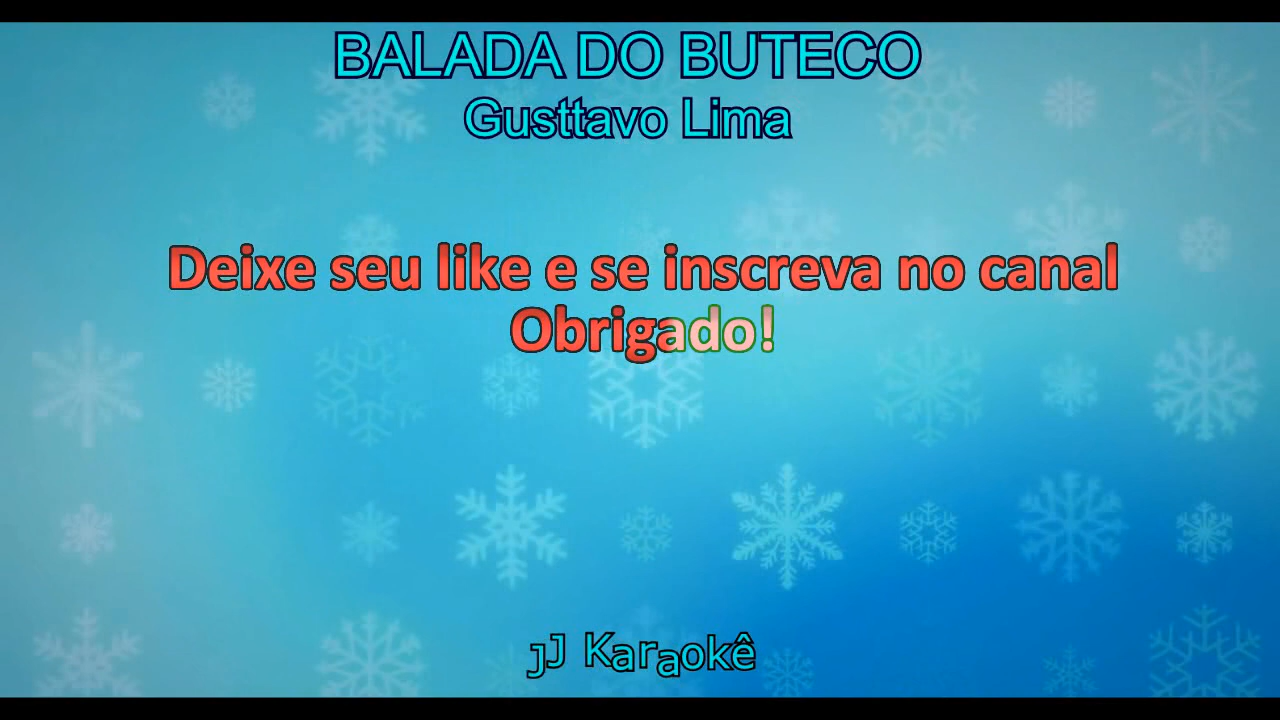 BALADA DO BUTECO
Gusttavo Lima
Deixe seu like e se inscreva no canal
Obrigado!
JJ Karaokê